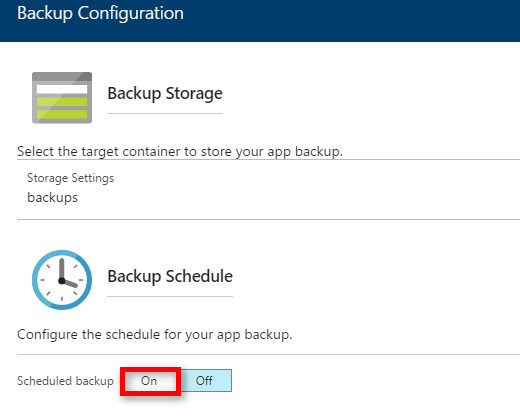 Backup Configuration
Backup Storage
Select the target container to store your app backup.
Storage Settings
backups
Backup Schedule
Configure the schedule for your app backup.
Scheduled backup On Off